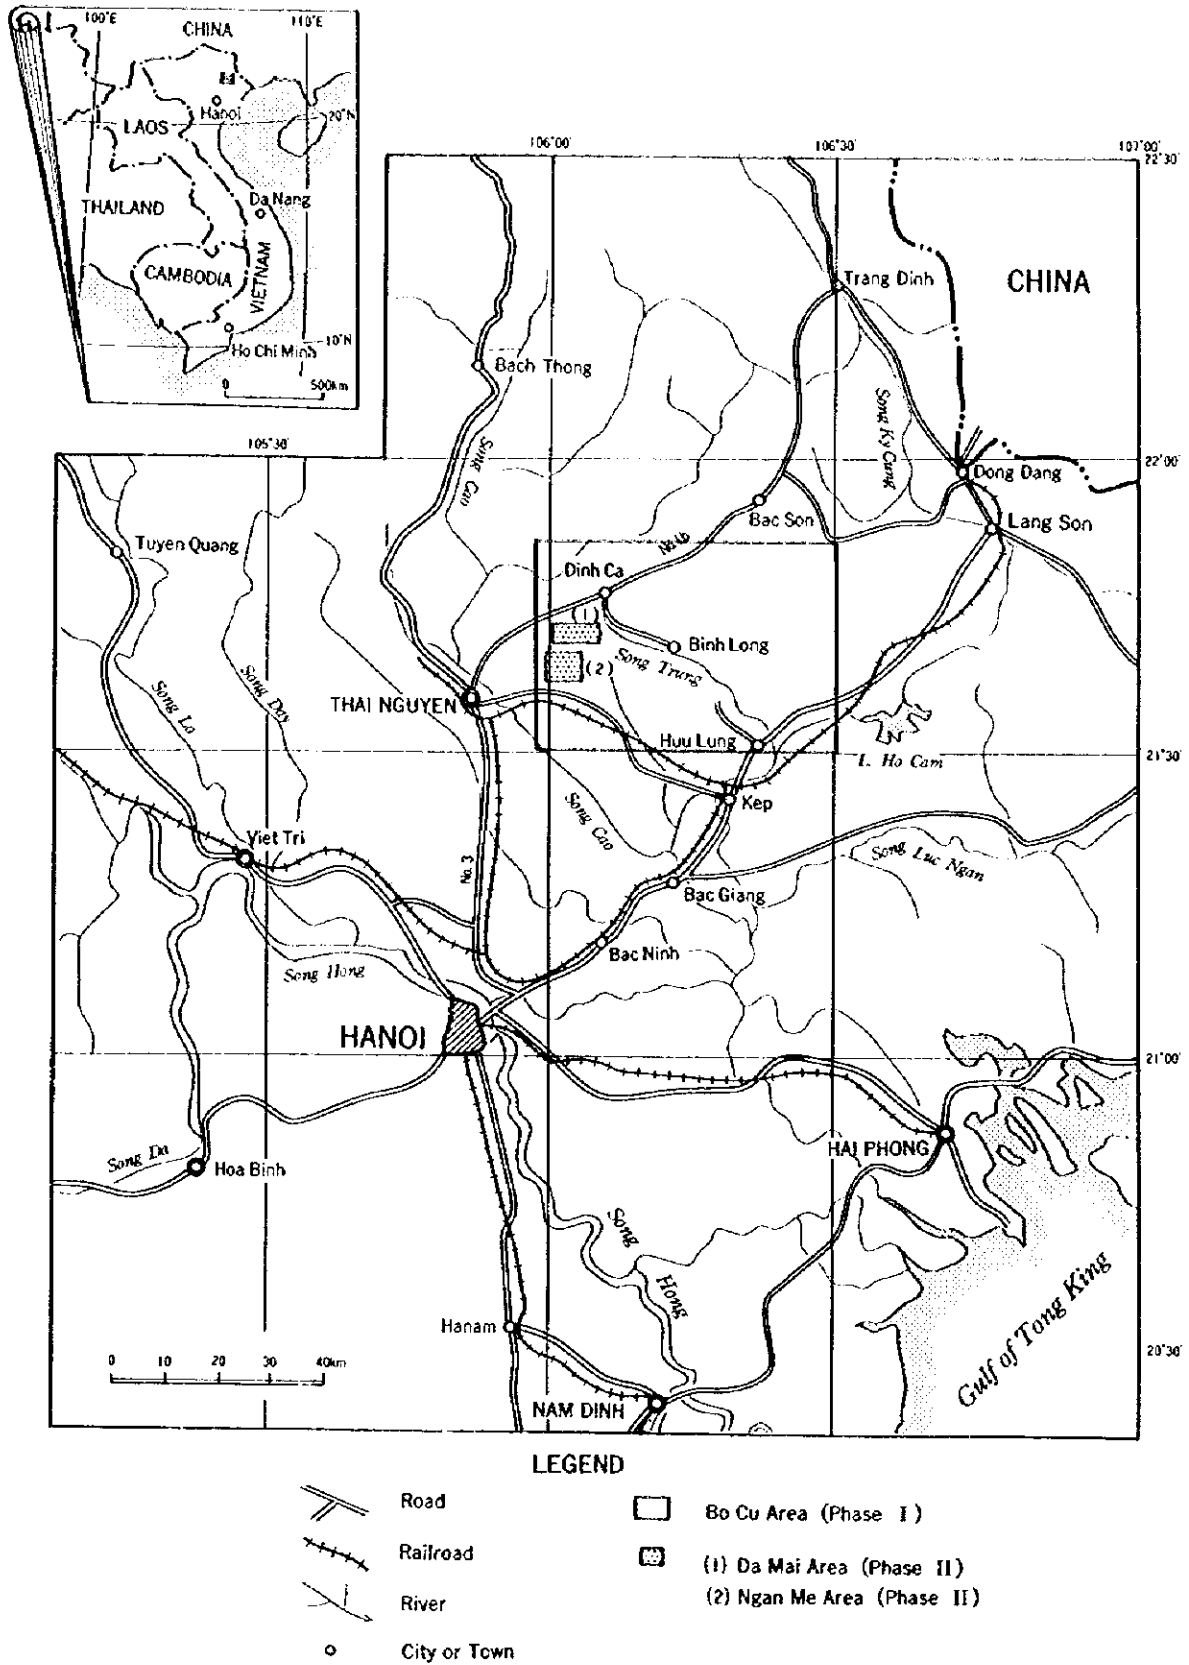 100°E
110°E
CHINA
Hanoi
20°N
LAOS
THAILAND
Da Nang
CAMBODIA
VIETNAM
Ho Chi Minh
10°N
0 500km
106°00'
106°30'
107°00'
22°30'
CHINA
Trang Dinh
Bach Thong
Song Ky Cung
105°30'
Song Cao
22°00'
Dong Dang
Bac Son
Lang Son
Tuyen Quang
Dinh Ca
(1)
Binh Long
(2)
Song Trung
Song Lo
Song Day
THAI NGUYEN
Huu Lung
21°30'
L. Ho Cam
Kep
Song Cao
Viet Tri
No. 3
Song Luc Ngan
Bac Giang
Bac Ninh
Song Hong
HANOI
21°00'
HAI PHONG
Song Da
Hoa Binh
Song Hong
Gulf of Tong King
Hanam
20°30'
0 10 20 30 40km
NAM DINH
LEGEND
Road
Railroad
River
City or Town
Bo Cu Area (Phase I)
(1) Da Mai Area (Phase II)
(2) Ngan Me Area (Phase II)